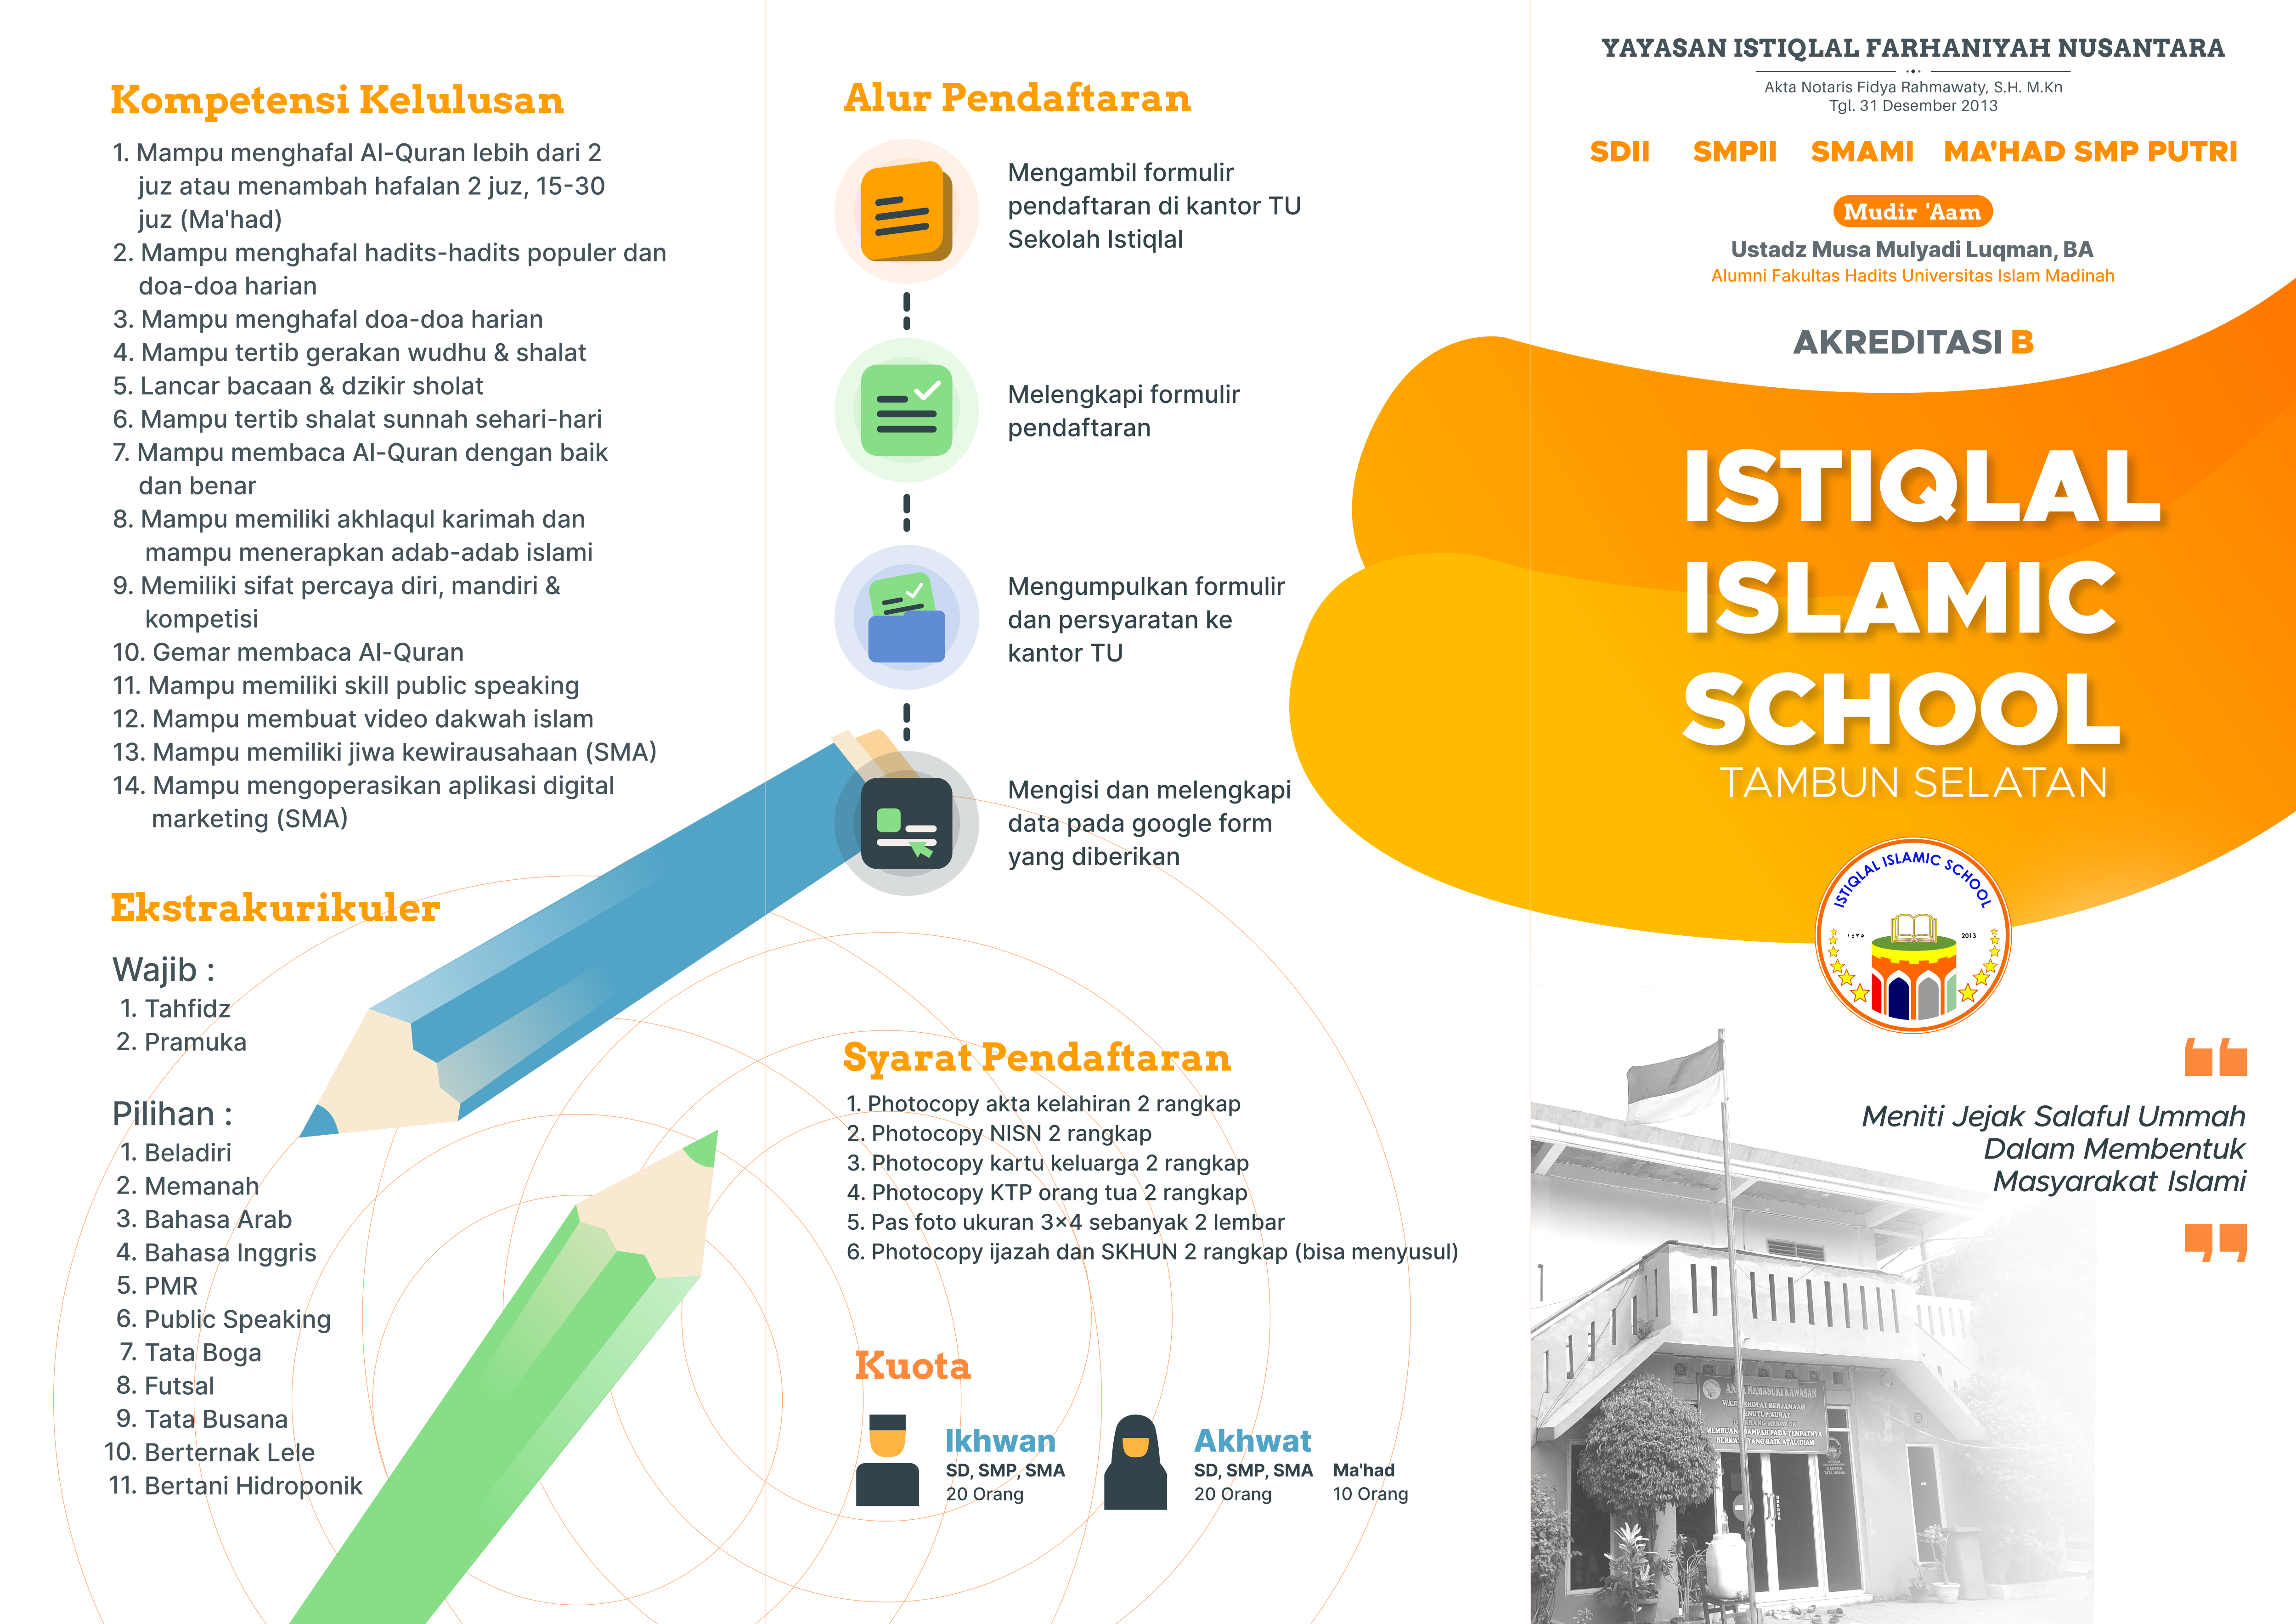 Kompetensi Kelulusan
1. Mampu menghafal Al-Quran lebih dari 2
juz atau menambah hafalan 2 juz, 15-30
juz (Ma'had)
2. Mampu menghafal hadits-hadits populer dan
doa-doa harian
3. Mampu menghafal doa-doa harian
4. Mampu tertib gerakan wudhu & shalat
5. Lancar bacaan & dzikir sholat
6. Mampu tertib shalat sunnah sehari-hari
7. Mampu membaca Al-Quran dengan baik
dan benar
8. Mampu memiliki akhlaqul karimah dan
mampu menerapkan adab-adab islami
9. Memiliki sifat percaya diri, mandiri &
kompetisi
10. Gemar membaca Al-Quran
11. Mampu memiliki skill public speaking
12. Mampu membuat video dakwah islam
13. Mampu memiliki jiwa kewirausahaan (SMA)
14. Mampu mengoperasikan aplikasi digital
marketing (SMA)
Ekstrakurikuler
Wajib :
1. Tahfidz
2. Pramuka
Pilihan :
1. Beladiri
2. Memanah
3. Bahasa Arab
4. Bahasa Inggris
5. PMR
6. Public Speaking
7. Tata Boga
8. Futsal
9. Tata Busana
10. Berternak Lele
11. Bertani Hidroponik
Alur Pendaftaran
Mengambil formulir
pendaftaran di kantor TU
Sekolah Istiqlal
Melengkapi formulir
pendaftaran
Mengumpulkan formulir
dan persyaratan ke
kantor TU
Mengisi dan melengkapi
data pada google form
yang diberikan
Syarat Pendaftaran
1. Photocopy akta kelahiran 2 rangkap
2. Photocopy NISN 2 rangkap
3. Photocopy kartu keluarga 2 rangkap
4. Photocopy KTP orang tua 2 rangkap
5. Pas foto ukuran 3×4 sebanyak 2 lembar
6. Photocopy ijazah dan SKHUN 2 rangkap (bisa menyusul)
Kuota
Ikhwan
SD, SMP, SMA
20 Orang
Akhwat
SD, SMP, SMA Ma'had
20 Orang 10 Orang
YAYASAN ISTIQLAL FARHANIYAH NUSANTARA
Akta Notaris Fidya Rahmawaty, S.H. M.Kn
Tgl. 31 Desember 2013
SDII SMPII SMAMI MA'HAD SMP PUTRI
Mudir 'Aam
Ustadz Musa Mulyadi Luqman, BA
Alumni Fakultas Hadits Universitas Islam Madinah
AKREDITASI B
ISTIQLAL
ISLAMIC
SCHOOL
TAMBUN SELATAN
ISTIQLAL ISLAMIC SCHOOL
١٤٣٥ 2013
❝
Meniti Jejak Salaful Ummah
Dalam Membentuk
Masyarakat Islami
❞
MEMASUKI KAWASAN
SHOLAT BERJAMAAH
MENUTUP AURAT
SAMPAH PADA TEMPATNYA
YANG BAIK ATAU DIAM